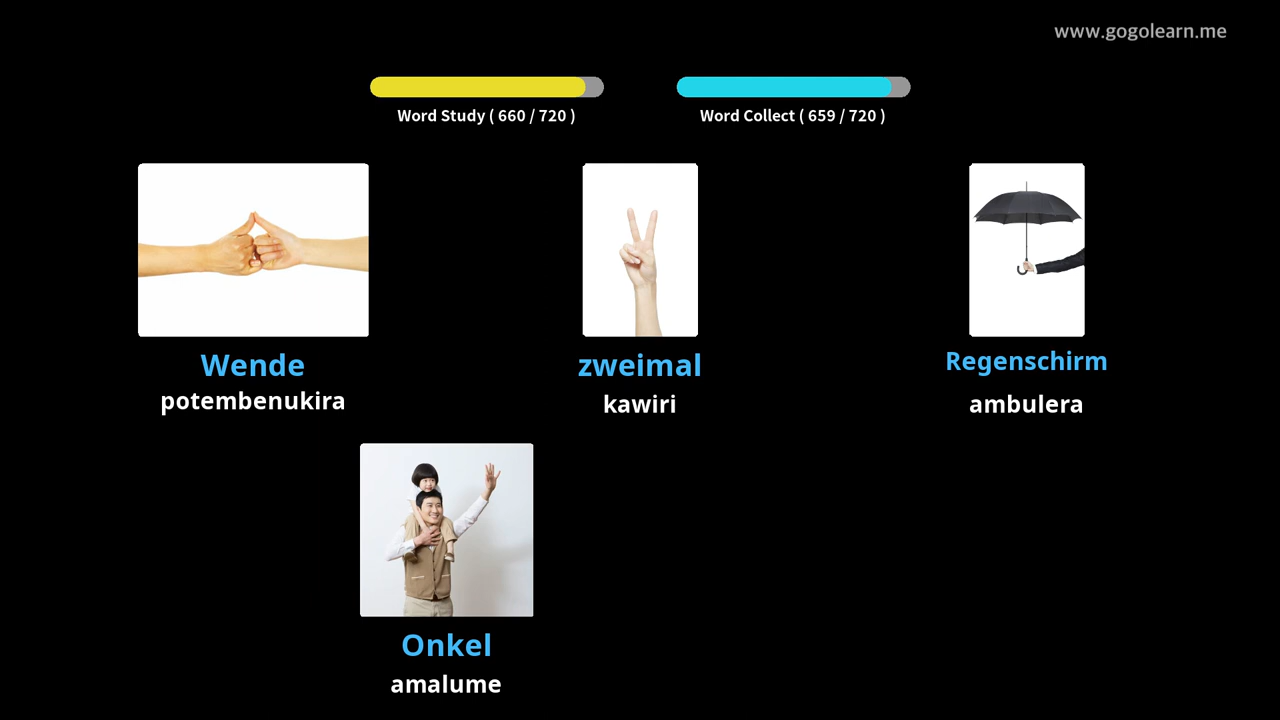 www.gogolearn.me
Word Study ( 660 / 720 )
Word Collect ( 659 / 720 )
Wende
potembenukira
zweimal
kawiri
Regenschirm
ambulera
Onkel
amalume